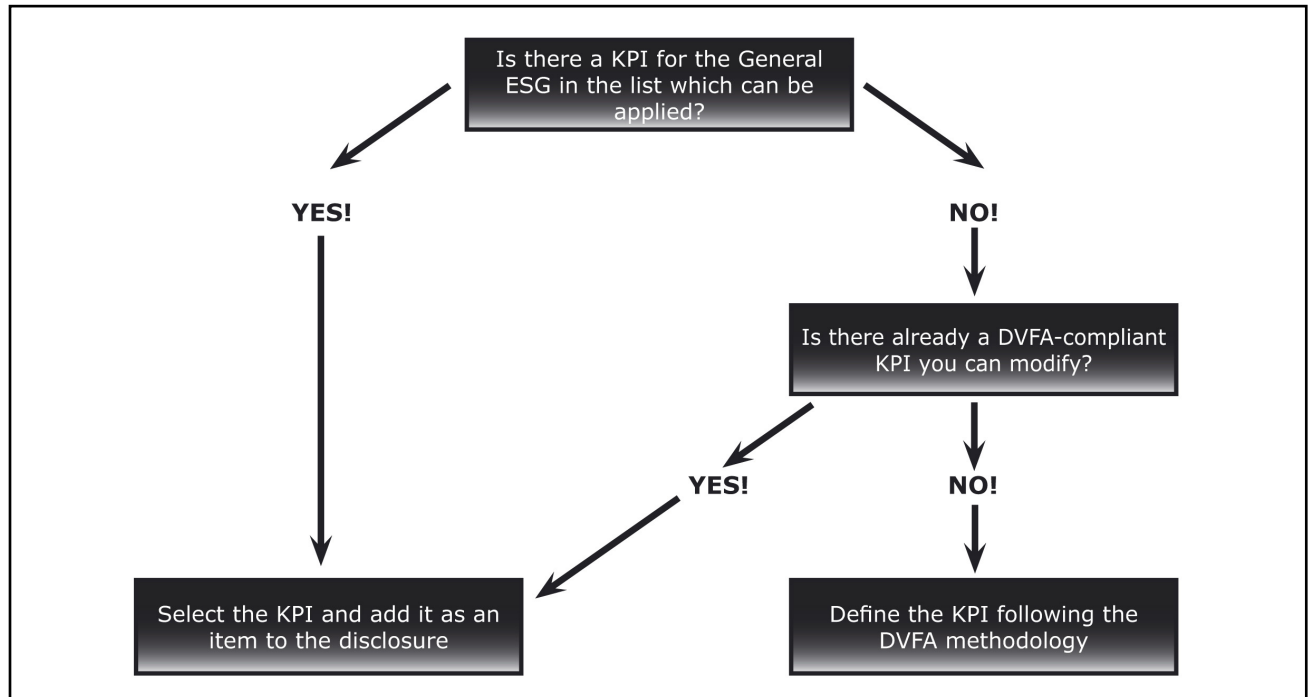 Is there a KPI for the General
ESG in the list which can be
applied?
YES!
NO!
Is there already a DVFA-compliant
KPI you can modify?
YES!
NO!
Select the KPI and add it as an
item to the disclosure
Define the KPI following the
DVFA methodology